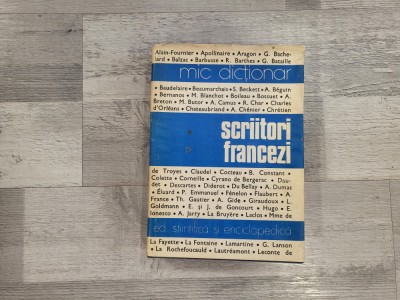 Alain-Fournier • Apollinaire • Aragon • G. Bache-
lard • Balzac • Barbusse • R. Barthes • G. Bataille
mic dicționar
• Baudelaire • Beaumarchais • S. Beckett • A. Béguin
• Bernanos • M. Blanchot • Boileau • Bossuet • A.
Breton • M. Butor • A. Camus • R. Char • Charles
d'Orléans • Chateaubriand • A. Chénier • Chrétien
scriitori
francezi
de Troyes • Claudel • Cocteau • B. Constant •
Colette • Corneille • Cyrano de Bergerac • Dau-
det • Descartes • Diderot • Du Bellay • A. Dumas
• Éluard • P. Emmanuel • Fénelon • Flaubert • A.
France • Th. Gautier • A. Gide • Giraudoux • L.
Goldmann • E. și J. de Goncourt • Hugo • E.
Ionesco • A. Jarry • La Bruyère • Laclos • Mme de
ed. științifică și enciclopedică
La Fayette • La Fontaine • Lamartine • G. Lanson
• La Rochefoucauld • Lautréamont • Leconte de